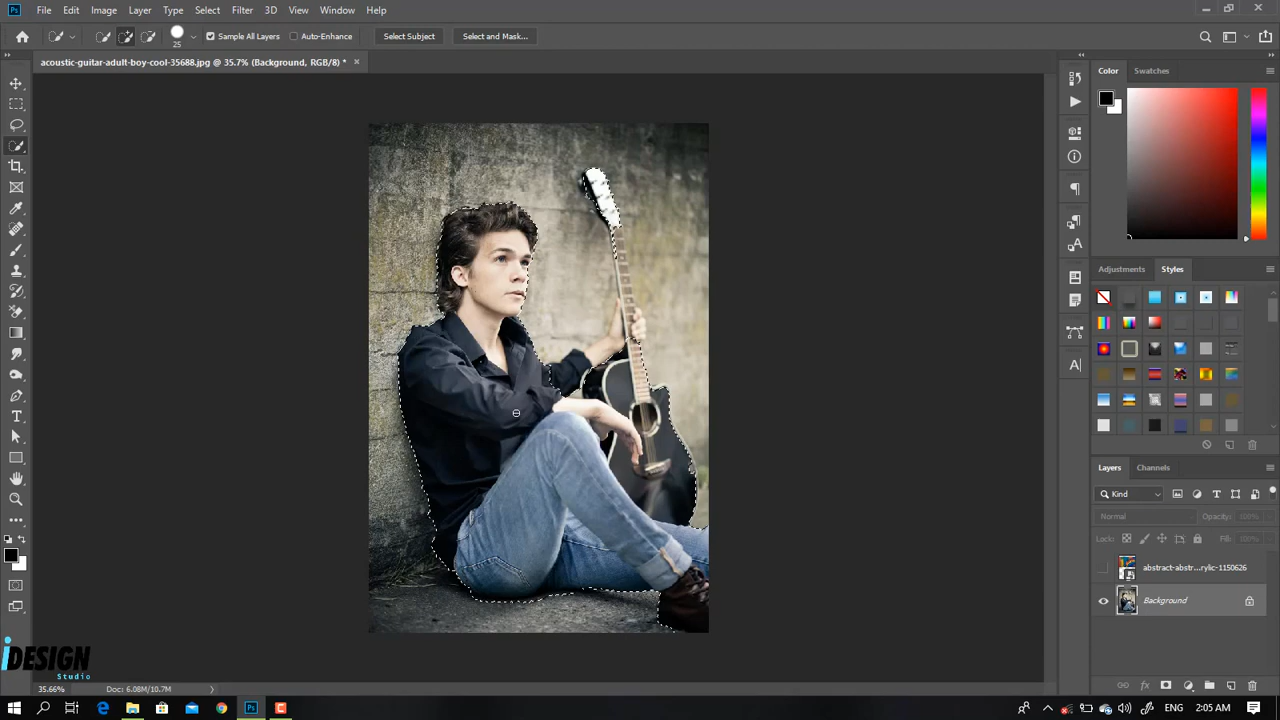 Ps File Edit Image Layer Type Select Filter 3D View Window Help
25 Sample All Layers Auto-Enhance Select Subject Select and Mask...
acoustic-guitar-adult-boy-cool-35688.jpg @ 35.7% (Background, RGB/8) * ×
Color Swatches
Adjustments Styles
Layers Channels
Kind
Normal Opacity: 100%
Lock: Fill: 100%
abstract-abstr...rylic-1150626
Background
iDESIGN
Studio
35.66% Doc: 6.08M/10.7M
2:05 AM